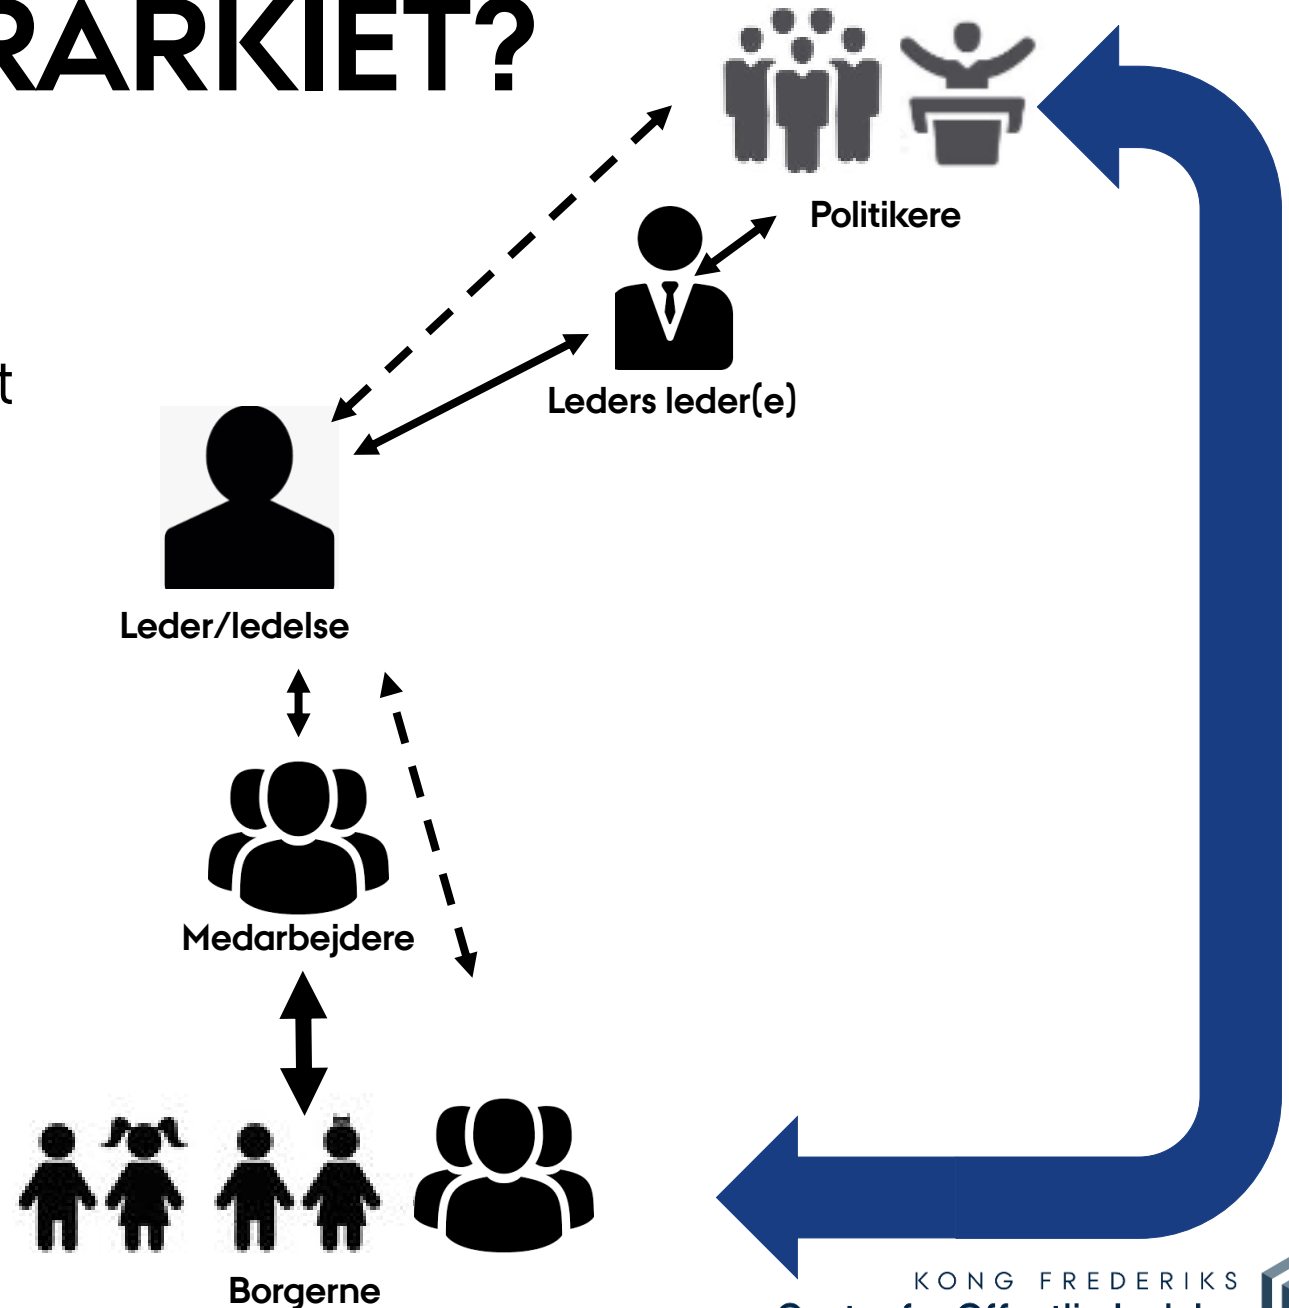 RARKIET?
Politikere
Leders leder(e)
t
Leder/ledelse
Medarbejdere
Borgerne
KONG FREDERIKS